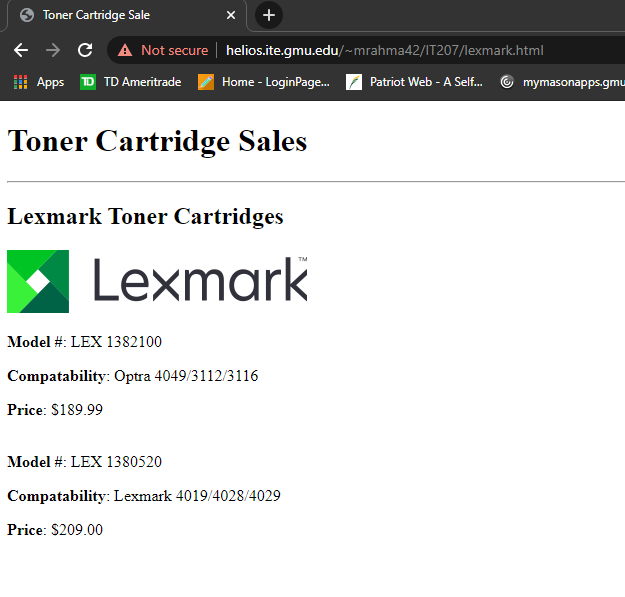 Toner Cartridge Sale
Not secure | helios.ite.gmu.edu/~mrahma42/IT207/lexmark.html
Apps TD TD Ameritrade Home - LoginPage... Patriot Web - A Self... mymasonapps.gmu
Toner Cartridge Sales
Lexmark Toner Cartridges
Lexmark™
Model #: LEX 1382100
Compatability: Optra 4049/3112/3116
Price: $189.99
Model #: LEX 1380520
Compatability: Lexmark 4019/4028/4029
Price: $209.00